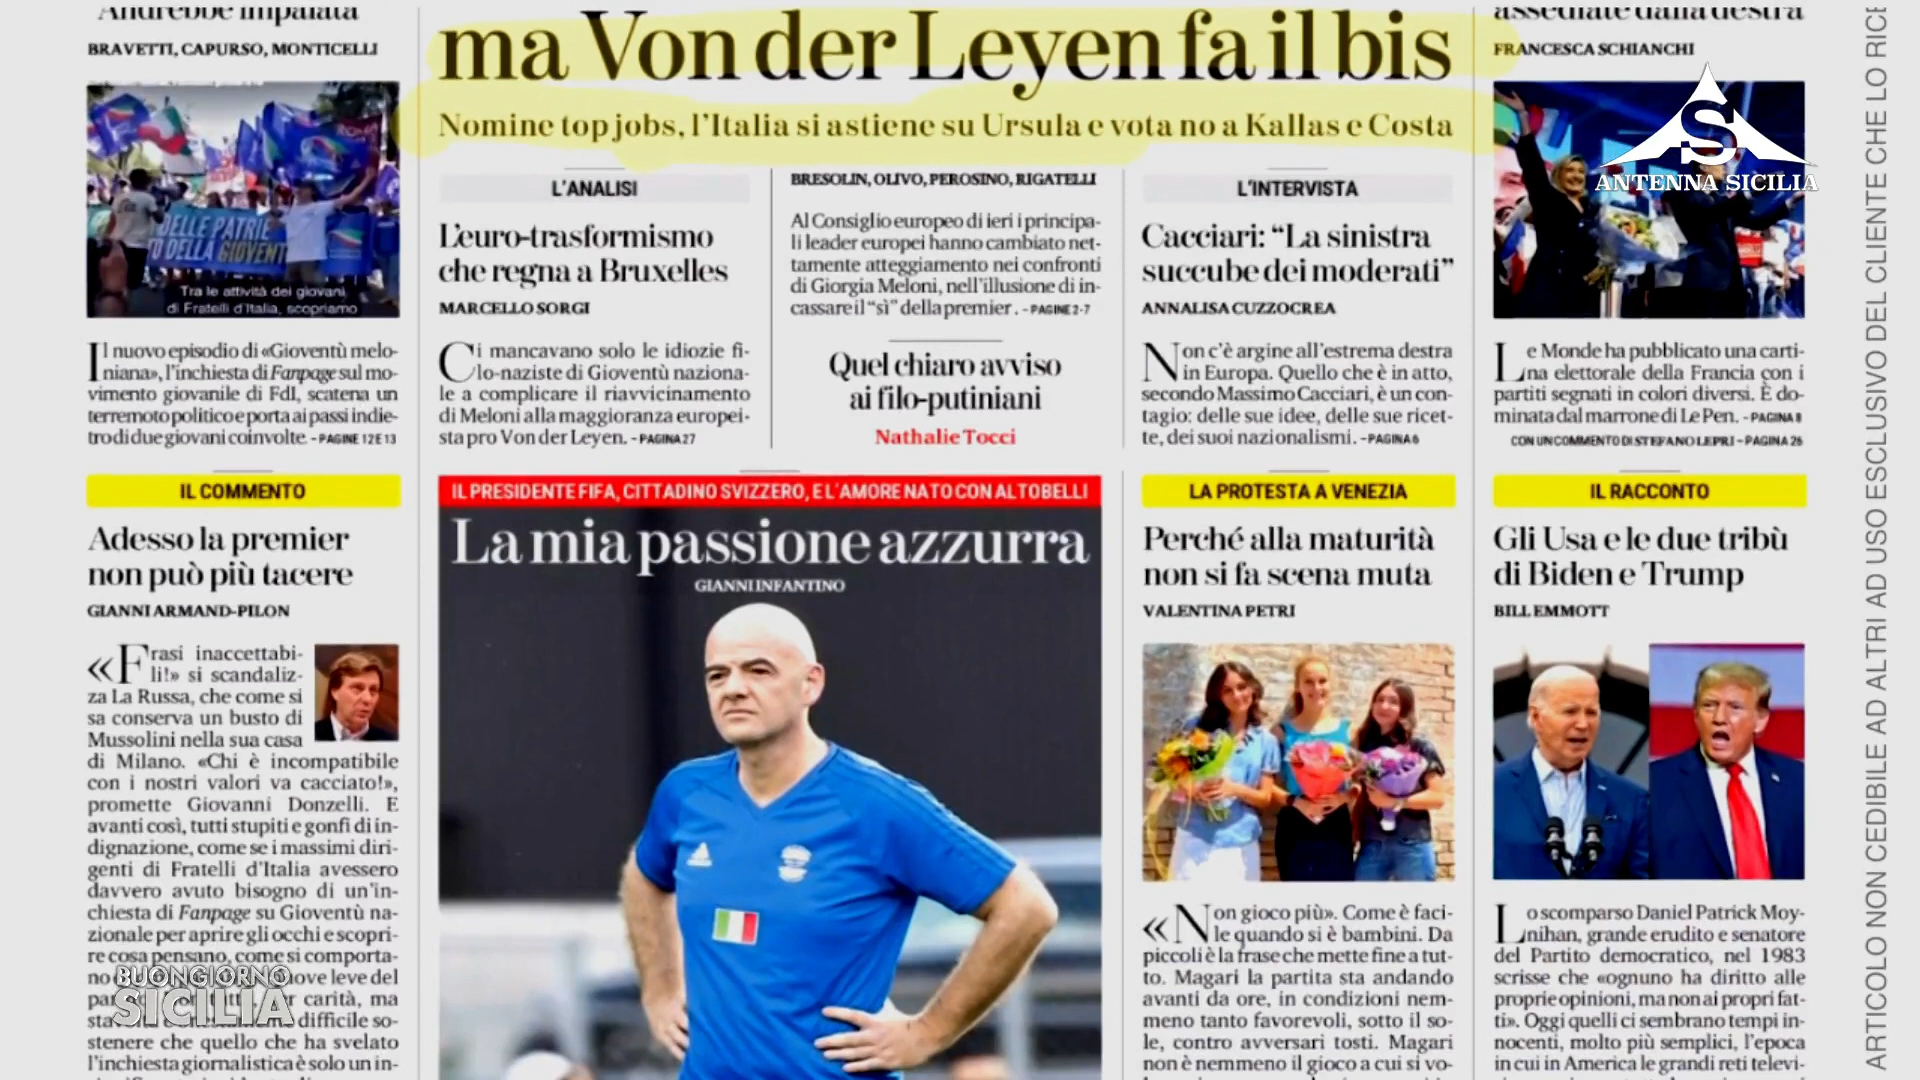 Andrebbe impalata
BRAVETTI, CAPURSO, MONTICELLI
DELLE PATRIE
O DELLA GIOVENT
Tra le attività dei giovani
di Fratelli d'Italia, scopriamo
Il nuovo episodio di «Gioventù melo-
niana», l'inchiesta di Fanpage sul mo-
vimento giovanile di FdI, scatena un
terremoto politico e porta ai passi indie-
tro di due giovani coinvolte. - PAGINE 12 E 13
ma Von der Leyen fa il bis
Nomine top jobs, l'Italia si astiene su Ursula e vota no a Kallas e Costa
L'ANALISI
L'euro-trasformismo
che regna a Bruxelles
MARCELLO SORGI
Ci mancavano solo le idiozie fi-
lo-naziste di Gioventù naziona-
le a complicare il riavvicinamento
di Meloni alla maggioranza europei-
sta pro Von der Leyen. - PAGINA 27
BRESOLIN, OLIVO, PEROSINO, RIGATELLI
Al Consiglio europeo di ieri i principa-
li leader europei hanno cambiato net-
tamente atteggiamento nei confronti
di Giorgia Meloni, nell'illusione di in-
cassare il "sì" della premier. - PAGINE 2-7
Quel chiaro avviso
ai filo-putiniani
Nathalie Tocci
L'INTERVISTA
Cacciari: "La sinistra
succube dei moderati"
ANNALISA CUZZOCREA
Non c'è argine all'estrema destra
in Europa. Quello che è in atto,
secondo Massimo Cacciari, è un con-
tagio: delle sue idee, delle sue ricet-
te, dei suoi nazionalismi. - PAGINA 6
assediate dalla destra
FRANCESCA SCHIANCHI
S
ANTENNA SICILIA
Le Monde ha pubblicato una carti-
na elettorale della Francia con i
partiti segnati in colori diversi. È do-
minata dal marrone di Le Pen. - PAGINA 8
CON UN COMMENTO DI STEFANO LEPRI - PAGINA 26
IL COMMENTO
Adesso la premier
non può più tacere
GIANNI ARMAND-PILON
«Frasi inaccettabi-
li!» si scandaliz-
za La Russa, che come si
sa conserva un busto di
Mussolini nella sua casa
di Milano. «Chi è incompatibile
con i nostri valori va cacciato!»,
promette Giovanni Donzelli. E
avanti così, tutti stupiti e gonfi di in-
dignazione, come se i massimi diri-
genti di Fratelli d'Italia avessero
davvero avuto bisogno di un'in-
chiesta di Fanpage su Gioventù na-
zionale per aprire gli occhi e scopri-
re cosa pensano, come si comporta-
no nuove leve del
par carità, ma
difficile so-
stenere che quello che ha svelato
l'inchiesta giornalistica è solo un in-
BUONGIORNO
SICILIA
IL PRESIDENTE FIFA, CITTADINO SVIZZERO, E L'AMORE NATO CON ALTOBELLI
La mia passione azzurra
GIANNI INFANTINO
LA PROTESTA A VENEZIA
Perché alla maturità
non si fa scena muta
VALENTINA PETRI
«Non gioco più». Come è faci-
le quando si è bambini. Da
piccoli è la frase che mette fine a tut-
to. Magari la partita sta andando
avanti da ore, in condizioni nem-
meno tanto favorevoli, sotto il so-
le, contro avversari tosti. Magari
non è nemmeno il gioco a cui si vo-
IL RACCONTO
Gli Usa e le due tribù
di Biden e Trump
BILL EMMOTT
Lo scomparso Daniel Patrick Moy-
nihan, grande erudito e senatore
del Partito democratico, nel 1983
scrisse che «ognuno ha diritto alle
proprie opinioni, ma non ai propri fat-
ti». Oggi quelli ci sembrano tempi in-
nocenti, molto più semplici, l'epoca
in cui in America le grandi reti televi-
ARTICOLO NON CEDIBILE AD ALTRI AD USO ESCLUSIVO DEL CLIENTE CHE LO RICE